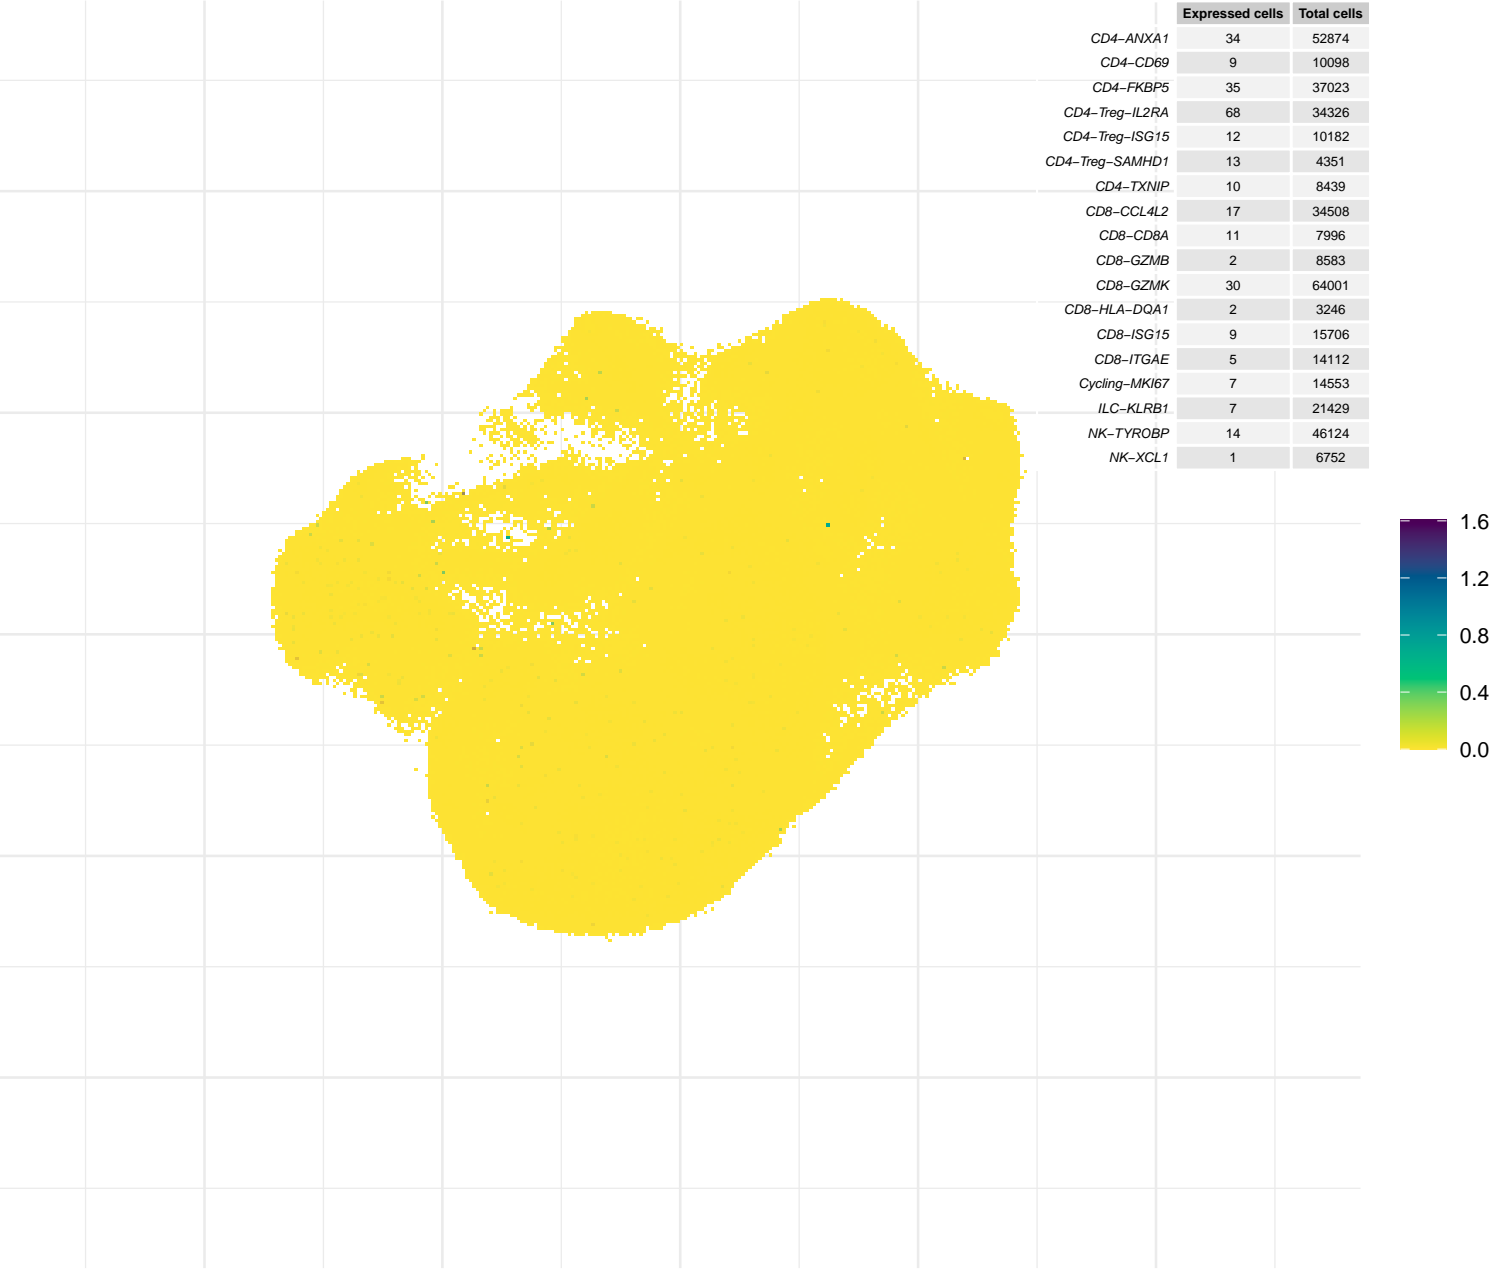 Expressed cells Total cells
CD4−ANXA1 34 52874
CD4−CD69 9 10098
CD4−FKBP5 35 37023
CD4−Treg−IL2RA 68 34326
CD4−Treg−ISG15 12 10182
CD4−Treg−SAMHD1 13 4351
CD4−TXNIP 10 8439
CD8−CCL4L2 17 34508
CD8−CD8A 11 7996
CD8−GZMB 2 8583
CD8−GZMK 30 64001
CD8−HLA−DQA1 2 3246
CD8−ISG15 9 15706
CD8−ITGAE 5 14112
Cycling−MKI67 7 14553
ILC−KLRB1 7 21429
NK−TYROBP 14 46124
NK−XCL1 1 6752
1.6
1.2
0.8
0.4
0.0